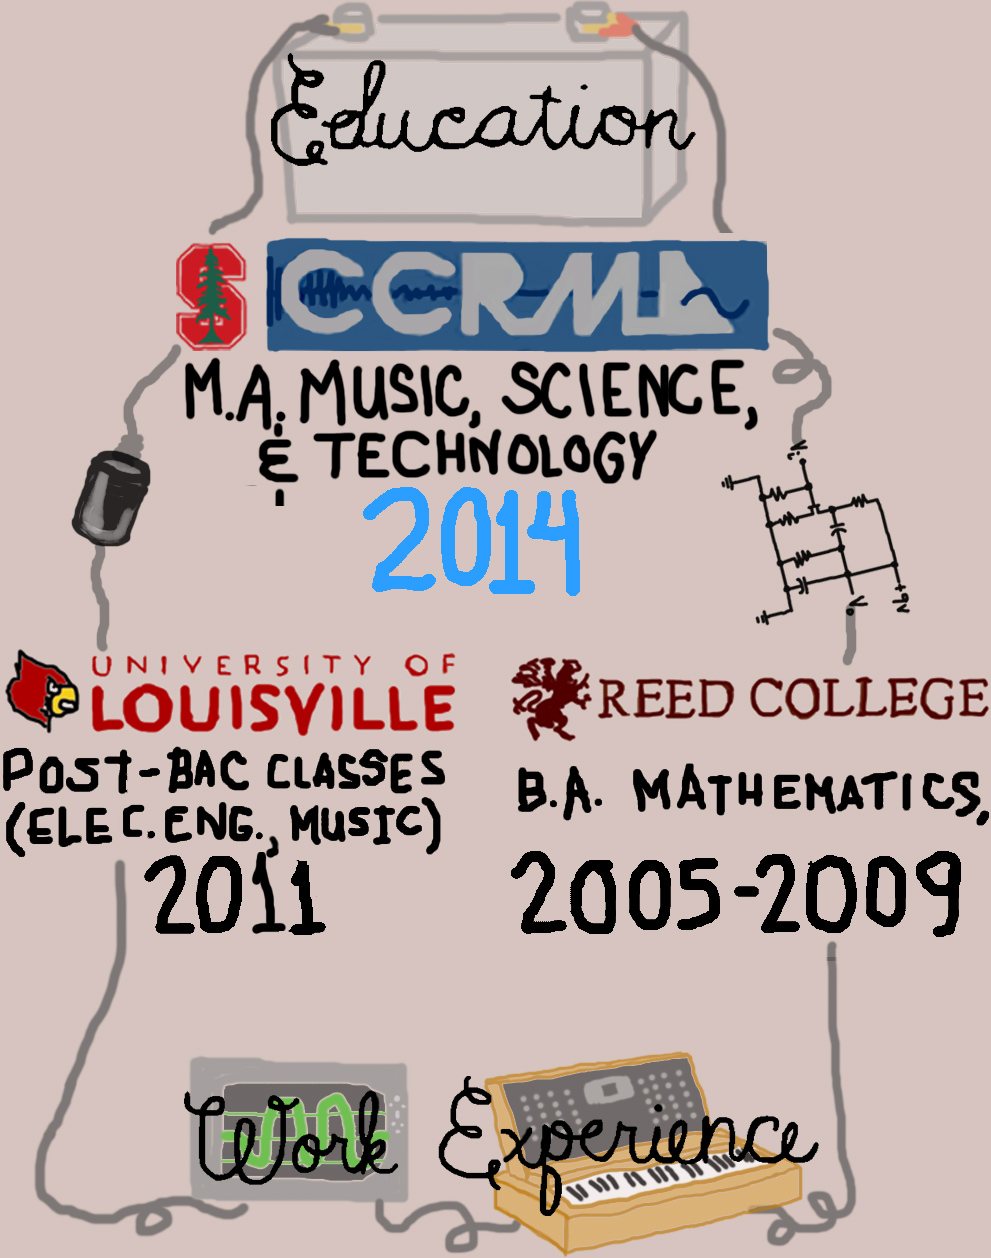 Education
S CCRMA
M.A. MUSIC, SCIENCE,
& TECHNOLOGY
2014
UNIVERSITY OF
LOUISVILLE
POST-BAC CLASSES
(ELEC. ENG., MUSIC)
2011
REED COLLEGE
B.A. MATHEMATICS,
2005-2009
Work Experience